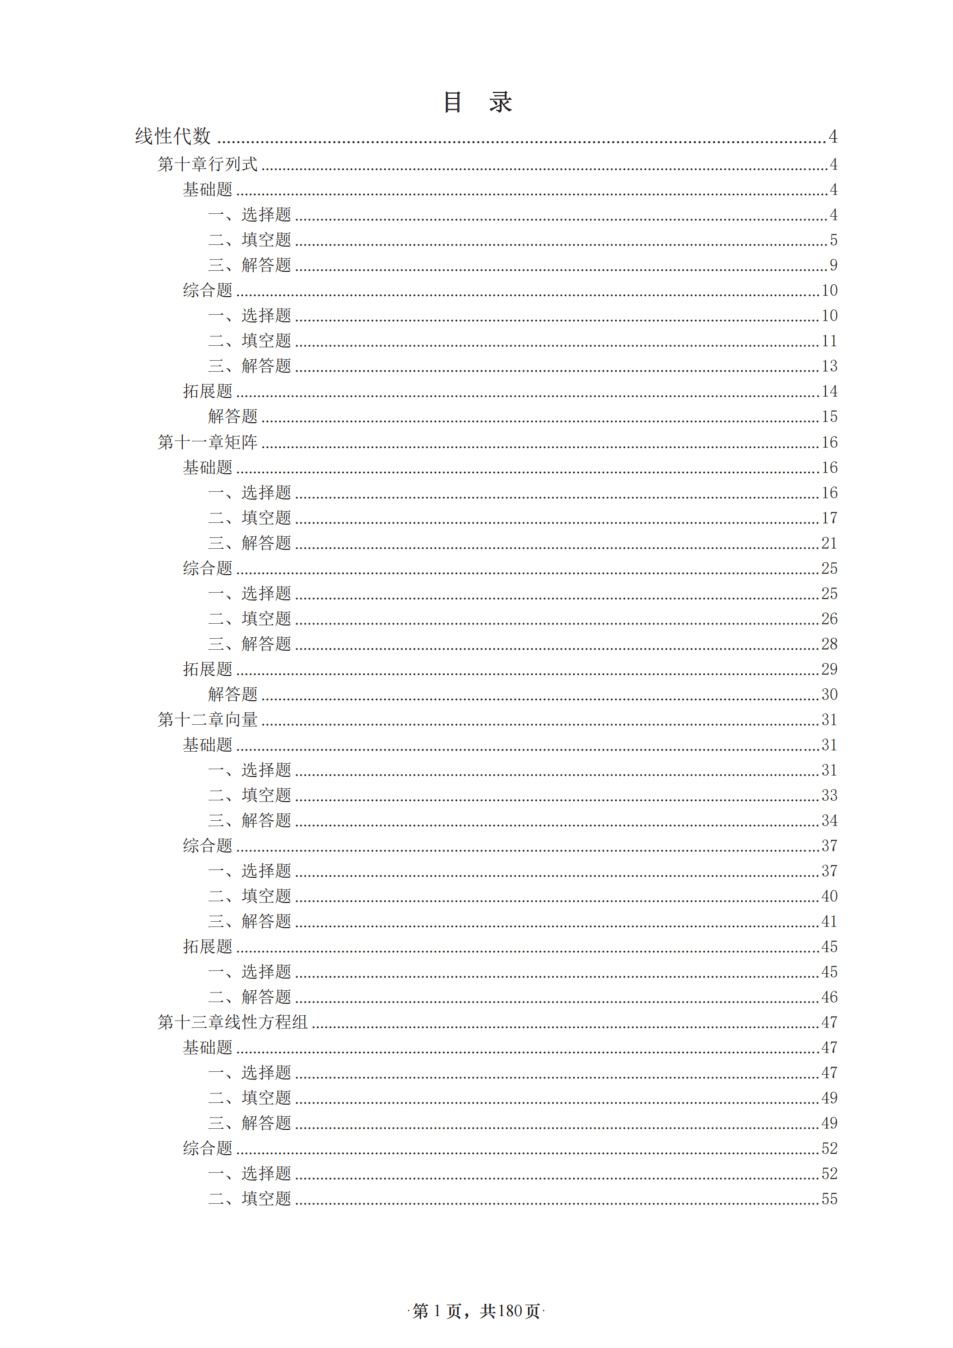 目 录
线性代数 ........ 4
第十章行列式 ........ 4
基础题 ........ 4
一、选择题 ........ 4
二、填空题 ........ 5
三、解答题 ........ 9
综合题 ........ 10
一、选择题 ........ 10
二、填空题 ........ 11
三、解答题 ........ 13
拓展题 ........ 14
解答题 ........ 15
第十一章矩阵 ........ 16
基础题 ........ 16
一、选择题 ........ 16
二、填空题 ........ 17
三、解答题 ........ 21
综合题 ........ 25
一、选择题 ........ 25
二、填空题 ........ 26
三、解答题 ........ 28
拓展题 ........ 29
解答题 ........ 30
第十二章向量 ........ 31
基础题 ........ 31
一、选择题 ........ 31
二、填空题 ........ 33
三、解答题 ........ 34
综合题 ........ 37
一、选择题 ........ 37
二、填空题 ........ 40
三、解答题 ........ 41
拓展题 ........ 45
一、选择题 ........ 45
二、解答题 ........ 46
第十三章线性方程组 ........ 47
基础题 ........ 47
一、选择题 ........ 47
二、填空题 ........ 49
三、解答题 ........ 49
综合题 ........ 52
一、选择题 ........ 52
二、填空题 ........ 55
·第 1 页，共180页·